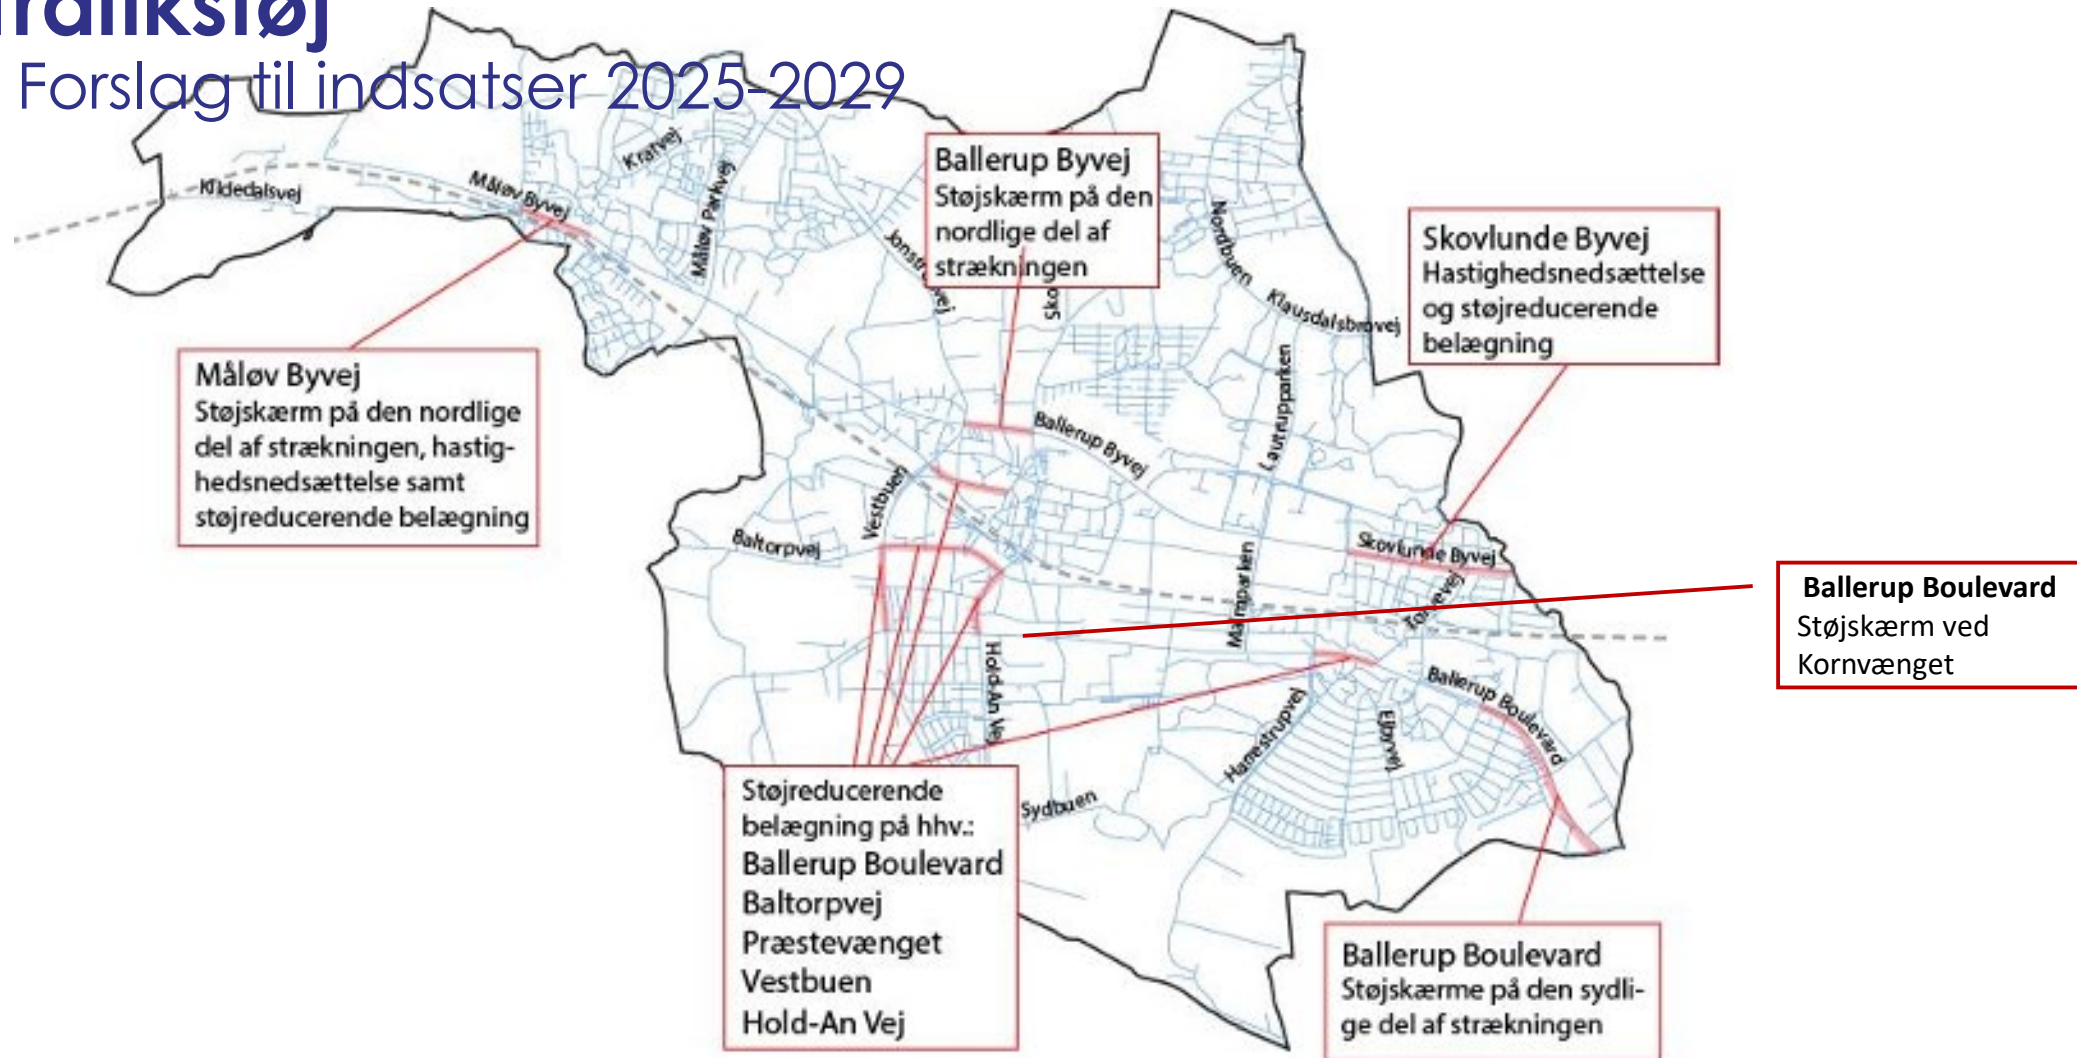 Trafikstøj
Forslag til indsatser 2025-2029
Kratvej
Kildedalsvej
Måløv Byvej
Måløv Parkvej
Ballerup Byvej
Støjskærm på den
nordlige del af
strækningen
Nordbuen
Klausdalsbrovej
Skovlunde Byvej
Hastighedsnedsættelse
og støjreducerende
belægning
Måløv Byvej
Støjskærm på den nordlige
del af strækningen, hastig-
hedsnedsættelse samt
støjreducerende belægning
Lautrupparken
Ballerup Byvej
Vestbuen
Baltorpvej
Skovlunde Byvej
Malmparken
Torvevej
Ballerup Boulevard
Støjskærm ved
Kornvænget
Hold-An Vej
Harrestrupvej
Ejbyvej
Ballerup Boulevard
Sydbuen
Støjreducerende
belægning på hhv.:
Ballerup Boulevard
Baltorpvej
Præstevænget
Vestbuen
Hold-An Vej
Ballerup Boulevard
Støjskærme på den sydli-
ge del af strækningen